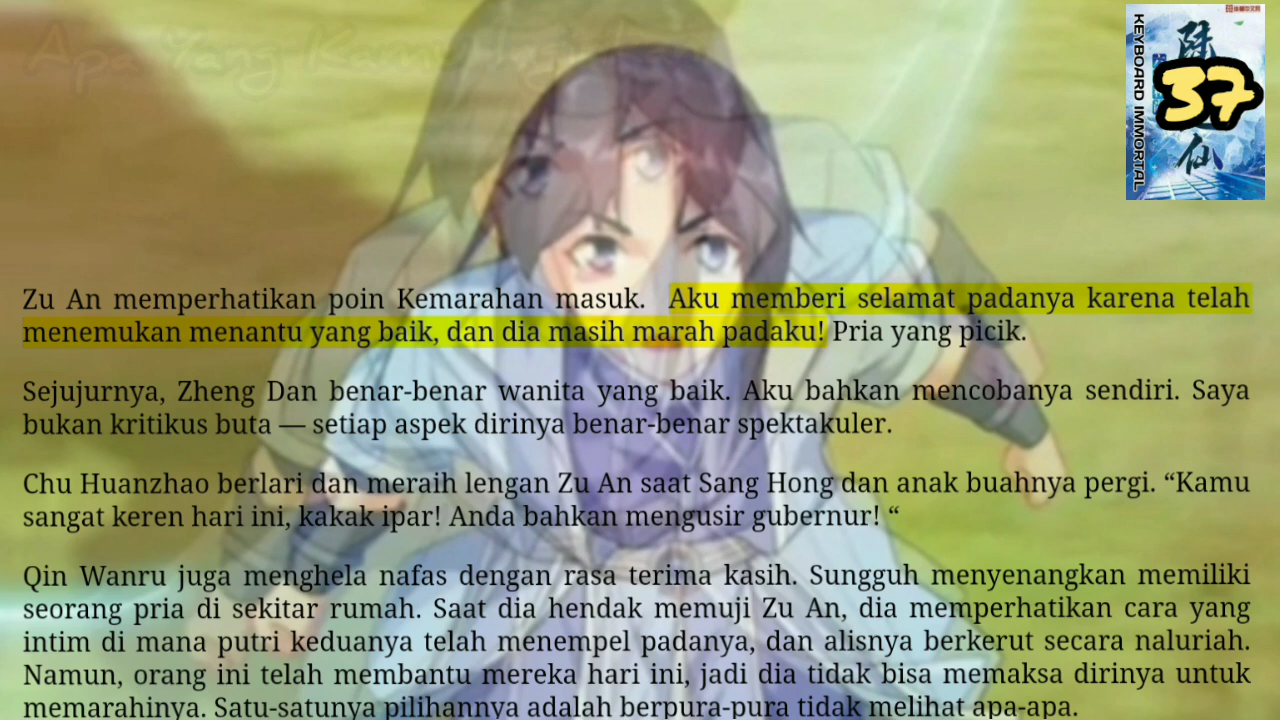 Apa Yang Kamu
KEYBOARD IMMORTAL
陆
仙
37
Zu An memperhatikan poin Kemarahan masuk. Aku memberi selamat padanya karena telah
menemukan menantu yang baik, dan dia masih marah padaku! Pria yang picik.
Sejujurnya, Zheng Dan benar-benar wanita yang baik. Aku bahkan mencobanya sendiri. Saya
bukan kritikus buta — setiap aspek dirinya benar-benar spektakuler.
Chu Huanzhao berlari dan meraih lengan Zu An saat Sang Hong dan anak buahnya pergi. “Kamu
sangat keren hari ini, kakak ipar! Anda bahkan mengusir gubernur! “
Qin Wanru juga menghela nafas dengan rasa terima kasih. Sungguh menyenangkan memiliki
seorang pria di sekitar rumah. Saat dia hendak memuji Zu An, dia memperhatikan cara yang
intim di mana putri keduanya telah menempel padanya, dan alisnya berkerut secara naluriah.
Namun, orang ini telah membantu mereka hari ini, jadi dia tidak bisa memaksa dirinya untuk
memarahinya. Satu-satunya pilihannya adalah berpura-pura tidak melihat apa-apa.